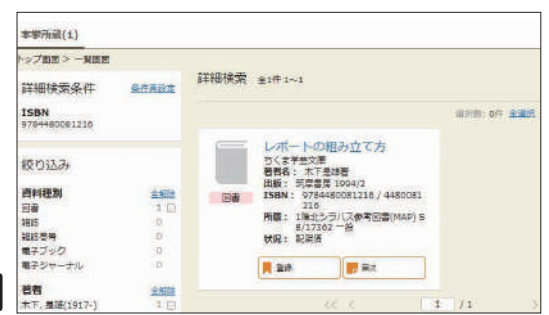 本学所蔵(1)
トップ画面 > 一覧画面
詳細検索条件 条件再設定
ISBN
9784480081216
絞り込み
資料種別 全解除
図書 1
雑誌 0
雑誌巻号 0
電子ブック 0
電子ジャーナル 0
著者 全解除
木下, 是雄(1917-) 1
詳細検索 全1件 1~1
選択数: 0件 全選択
図書
レポートの組み立て方
ちくま学芸文庫
著者名: 木下是雄著
出版: 筑摩書房 1994/2
ISBN: 9784480081216 / 4480081
216
所蔵: 1階北シラバス参考図書(MAP) S
8/17362 一般
状況: 配架済
登録
目次
<< < 1 / 1 >